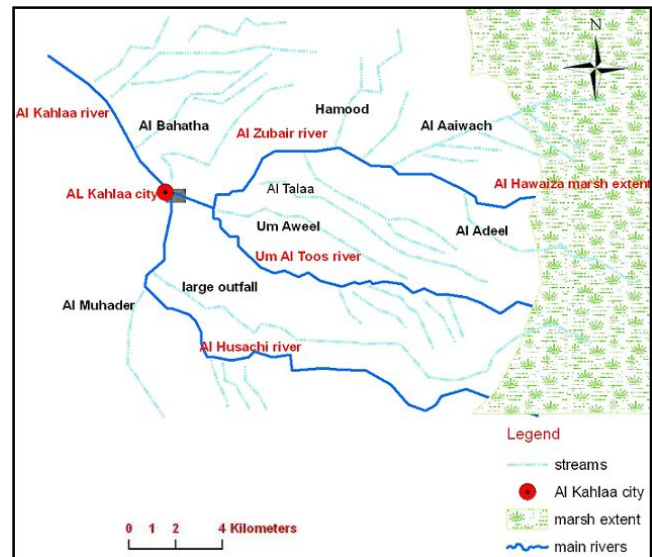 N
Hamood
Al Kahlaa river
Al Bahatha
Al Zubair river
Al Aaiwach
AL Kahlaa city
Al Talaa
Al Hawaiza marsh extent
Um Aweel
Al Adeel
Um Al Toos river
large outfall
Al Muhader
Al Husachi river
Legend
streams
Al Kahlaa city
marsh extent
main rivers
0 1 2 4 Kilometers